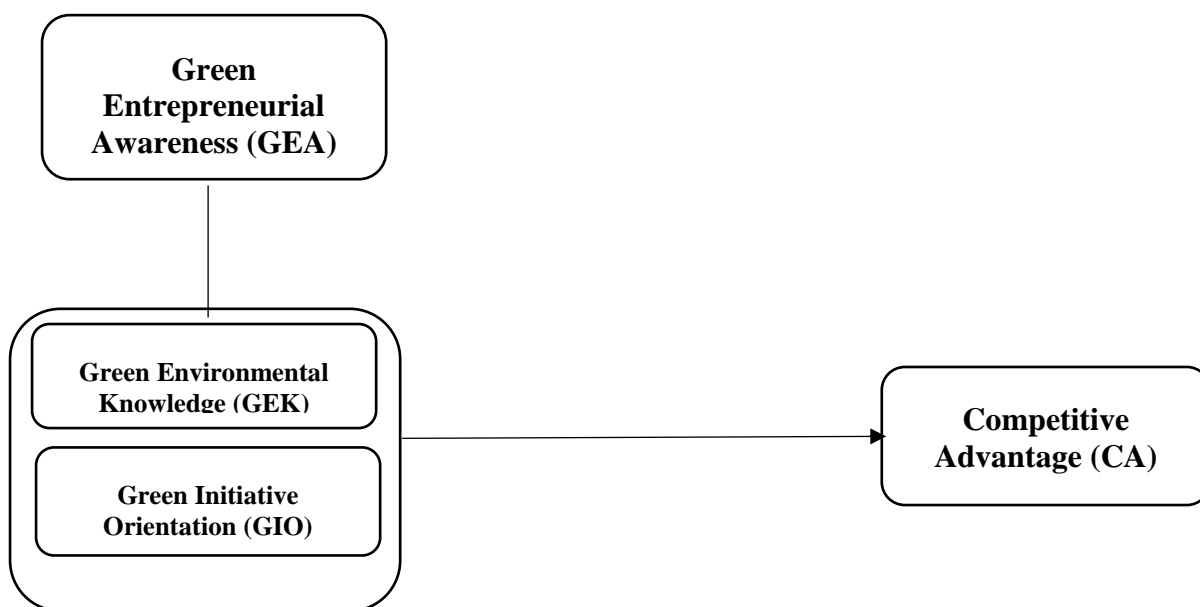 Green
Entrepreneurial
Awareness (GEA)
Green Environmental
Knowledge (GEK)
Green Initiative
Orientation (GIO)
Competitive
Advantage (CA)